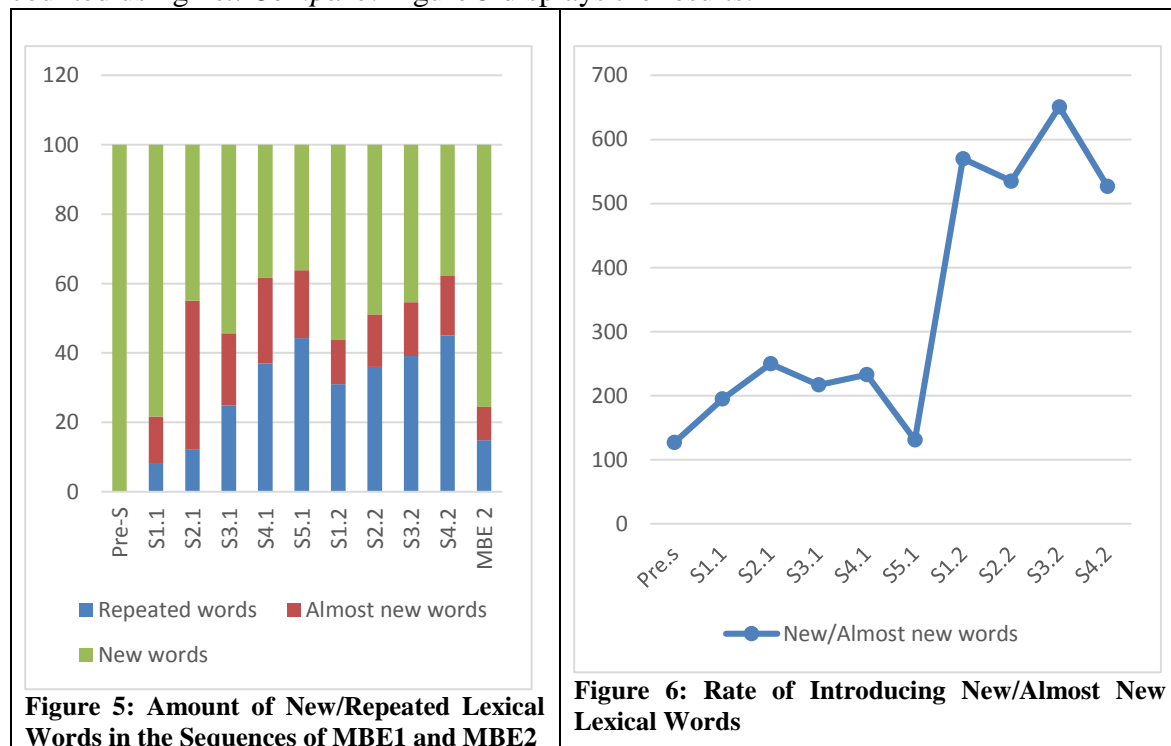 displays the results.
120
100
80
60
40
20
0
Pre-S
S1.1
S2.1
S3.1
S4.1
S5.1
S1.2
S2.2
S3.2
S4.2
MBE 2
Repeated words
Almost new words
New words
Figure 5: Amount of New/Repeated Lexical
Words in the Sequences of MBE1 and MBE2
700
600
500
400
300
200
100
0
Pre.s
S1.1
S2.1
S3.1
S4.1
S5.1
S1.2
S2.2
S3.2
S4.2
New/Almost new words
Figure 6: Rate of Introducing New/Almost New
Lexical Words